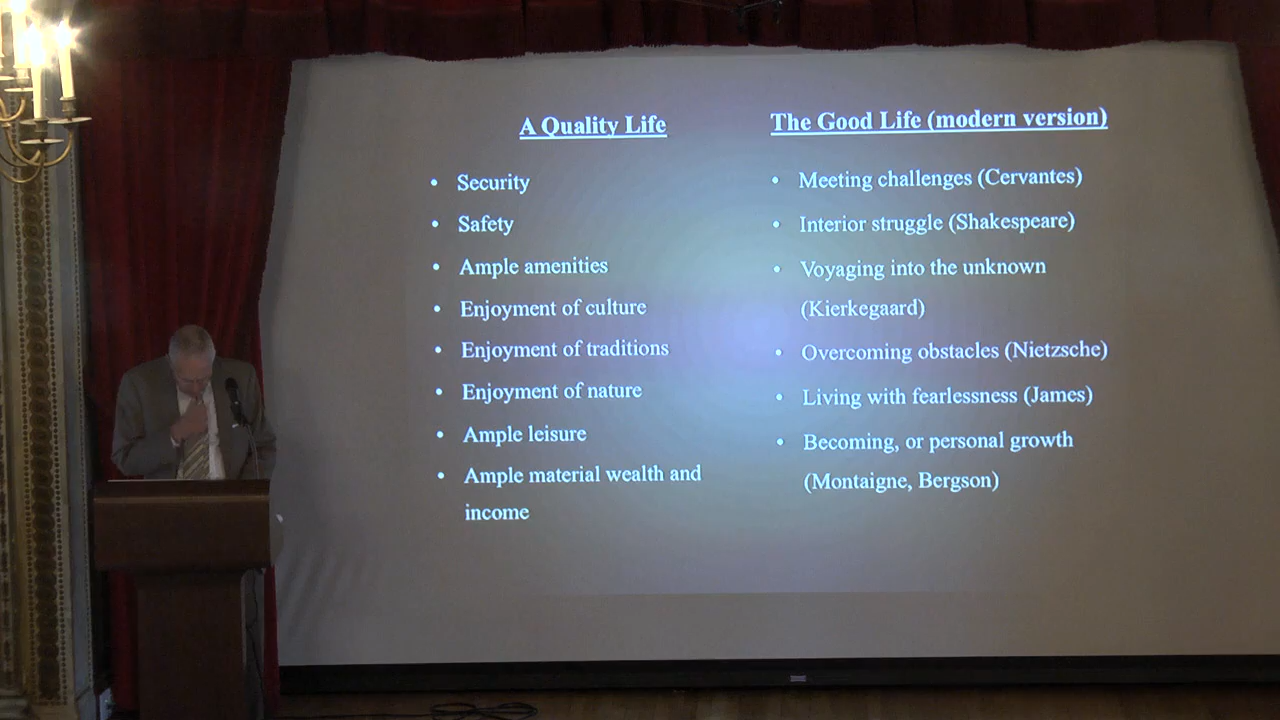 A Quality Life
• Security
• Safety
• Ample amenities
• Enjoyment of culture
• Enjoyment of traditions
• Enjoyment of nature
• Ample leisure
• Ample material wealth and
income
The Good Life (modern version)
• Meeting challenges (Cervantes)
• Interior struggle (Shakespeare)
• Voyaging into the unknown
(Kierkegaard)
• Overcoming obstacles (Nietzsche)
• Living with fearlessness (James)
• Becoming, or personal growth
(Montaigne, Bergson)